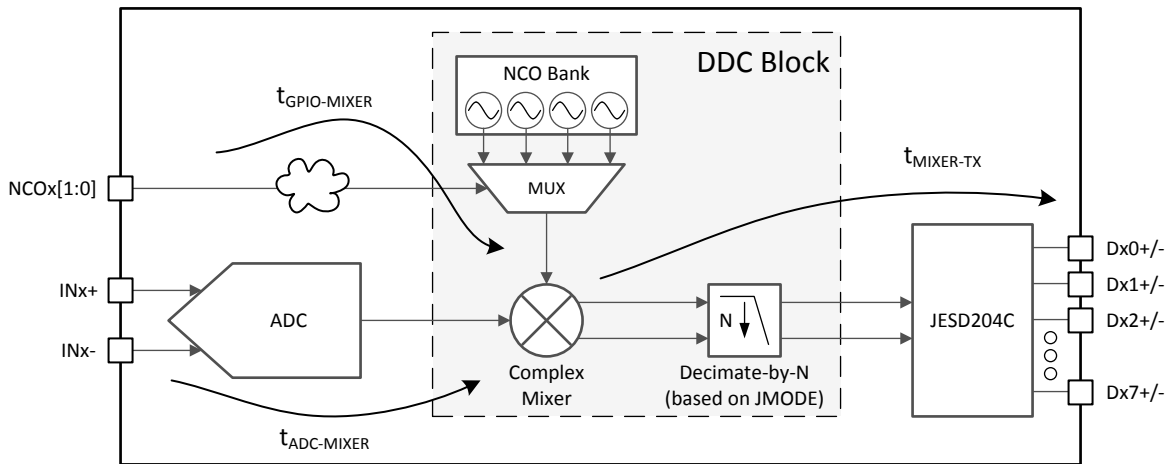 NCO Bank
DDC Block
tGPIO-MIXER
tMIXER-TX
NCOx[1:0]
MUX
Dx0+/-
INx+
Dx1+/-
ADC
N
JESD204C
Dx2+/-
INx-
Complex
Mixer
Decimate-by-N
(based on JMODE)
Dx7+/-
tADC-MIXER